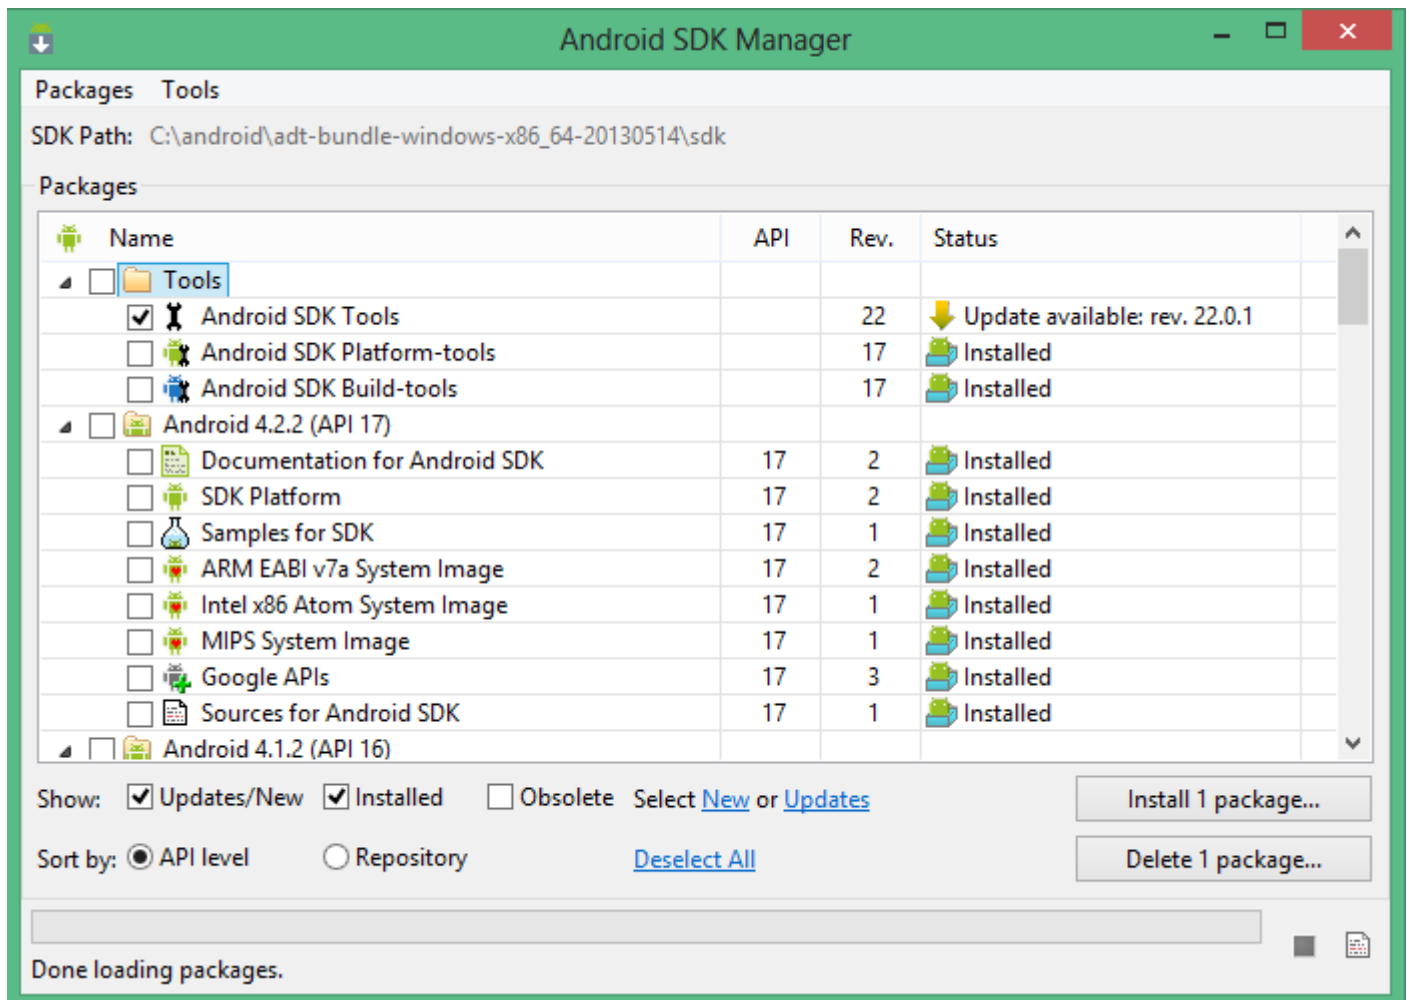 Android SDK Manager
Packages Tools
SDK Path: C:\android\adt-bundle-windows-x86_64-20130514\sdk
Packages
Name API Rev. Status
Tools
Android SDK Tools 22 Update available: rev. 22.0.1
Android SDK Platform-tools 17 Installed
Android SDK Build-tools 17 Installed
Android 4.2.2 (API 17)
Documentation for Android SDK 17 2 Installed
SDK Platform 17 2 Installed
Samples for SDK 17 1 Installed
ARM EABI v7a System Image 17 2 Installed
Intel x86 Atom System Image 17 1 Installed
MIPS System Image 17 1 Installed
Google APIs 17 3 Installed
Sources for Android SDK 17 1 Installed
Android 4.1.2 (API 16)
Show: Updates/New Installed Obsolete Select New or Updates Install 1 package...
Sort by: API level Repository Deselect All Delete 1 package...
Done loading packages.